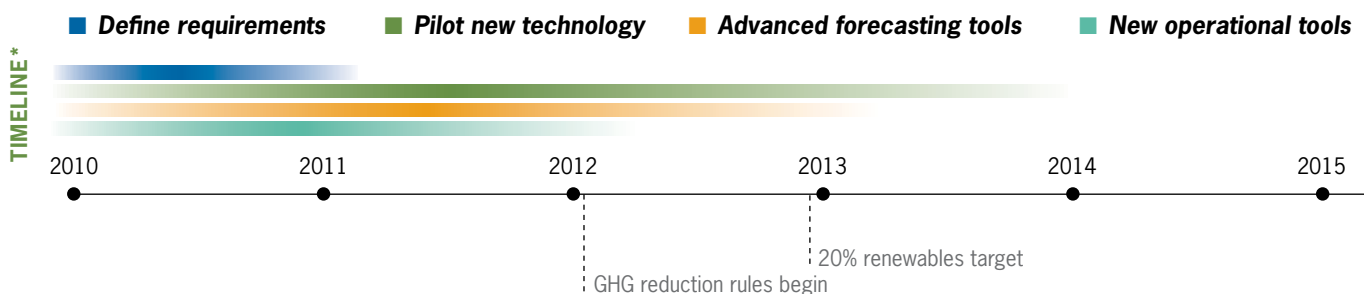 Define requirements
Pilot new technology
Advanced forecasting tools
New operational tools
TIMELINE *
2010
2011
2012
2013
2014
2015
20% renewables target
GHG reduction rules begin